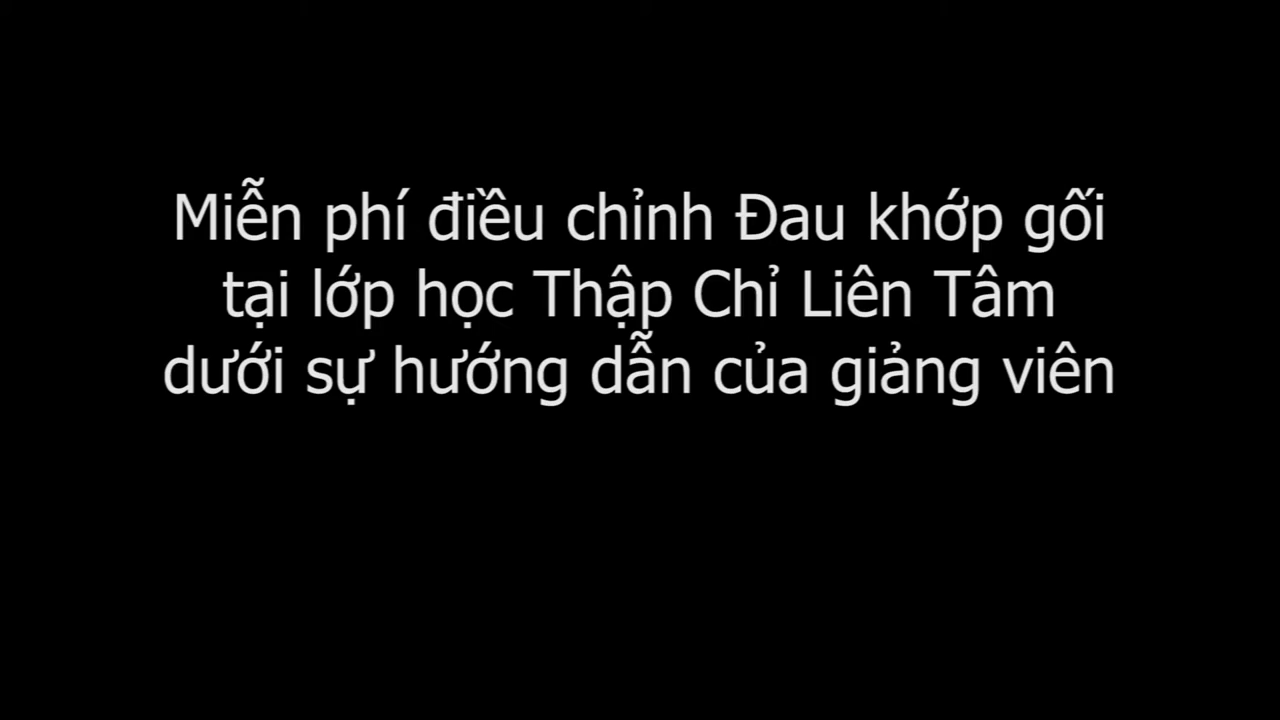 Miễn phí điều chỉnh Đau khớp gối
tại lớp học Thập Chỉ Liên Tâm
dưới sự hướng dẫn của giảng viên